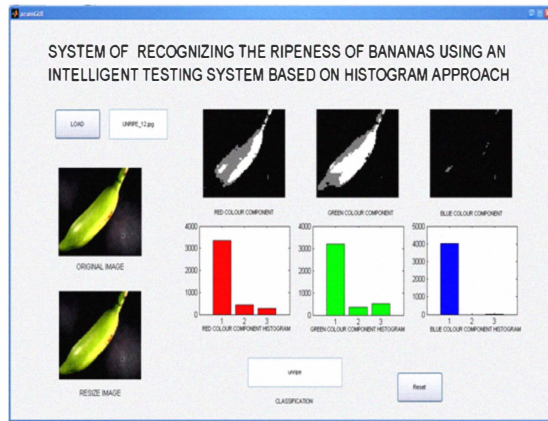 SYSTEM OF RECOGNIZING THE RIPENESS OF BANANAS USING AN
INTELLIGENT TESTING SYSTEM BASED ON HISTOGRAM APPROACH
LOAD
UNRIPE_12.jpg
RED COLOUR COMPONENT
GREEN COLOUR COMPONENT
BLUE COLOUR COMPONENT
ORIGINAL IMAGE
4000
3000
2000
1000
0
1 2 3
RED COLOUR COMPONENT HISTOGRAM
4000
3000
2000
1000
0
1 2 3
GREEN COLOUR COMPONENT HISTOGRAM
5000
4000
3000
2000
1000
0
1 2 3
BLUE COLOUR COMPONENT HISTOGRAM
RESIZE IMAGE
unripe
CLASSIFICATION
Reset